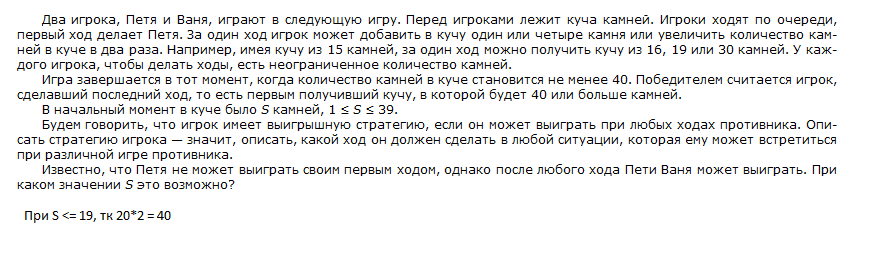 Два игрока, Петя и Ваня, играют в следующую игру. Перед игроками лежит куча камней. Игроки ходят по очереди,
первый ход делает Петя. За один ход игрок может добавить в кучу один или четыре камня или увеличить количество кам-
ней в куче в два раза. Например, имея кучу из 15 камней, за один ход можно получить кучу из 16, 19 или 30 камней. У каж-
дого игрока, чтобы делать ходы, есть неограниченное количество камней.
Игра завершается в тот момент, когда количество камней в куче становится не менее 40. Победителем считается игрок,
сделавший последний ход, то есть первым получивший кучу, в которой будет 40 или больше камней.
В начальный момент в куче было S камней, 1 ≤ S ≤ 39.
Будем говорить, что игрок имеет выигрышную стратегию, если он может выиграть при любых ходах противника. Опи-
сать стратегию игрока — значит, описать, какой ход он должен сделать в любой ситуации, которая ему может встретиться
при различной игре противника.
Известно, что Петя не может выиграть своим первым ходом, однако после любого хода Пети Ваня может выиграть. При
каком значении S это возможно?
При S <= 19, тк 20*2 = 40